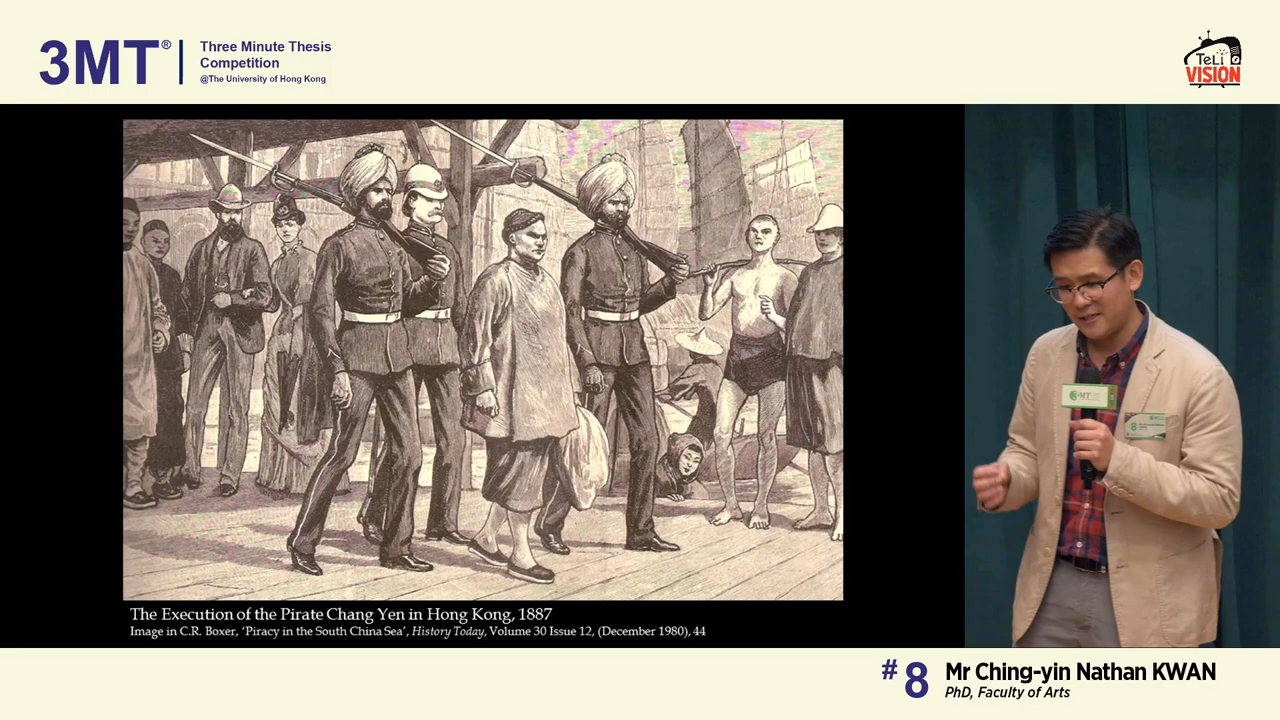 3MT®
Three Minute Thesis
Competition
@The University of Hong Kong
TeLi
VISION
The Execution of the Pirate Chang Yen in Hong Kong, 1887
Image in C.R. Boxer, 'Piracy in the South China Sea', History Today, Volume 30 Issue 12, (December 1980), 44
3MT
8
#8
Mr Ching-yin Nathan KWAN
PhD, Faculty of Arts